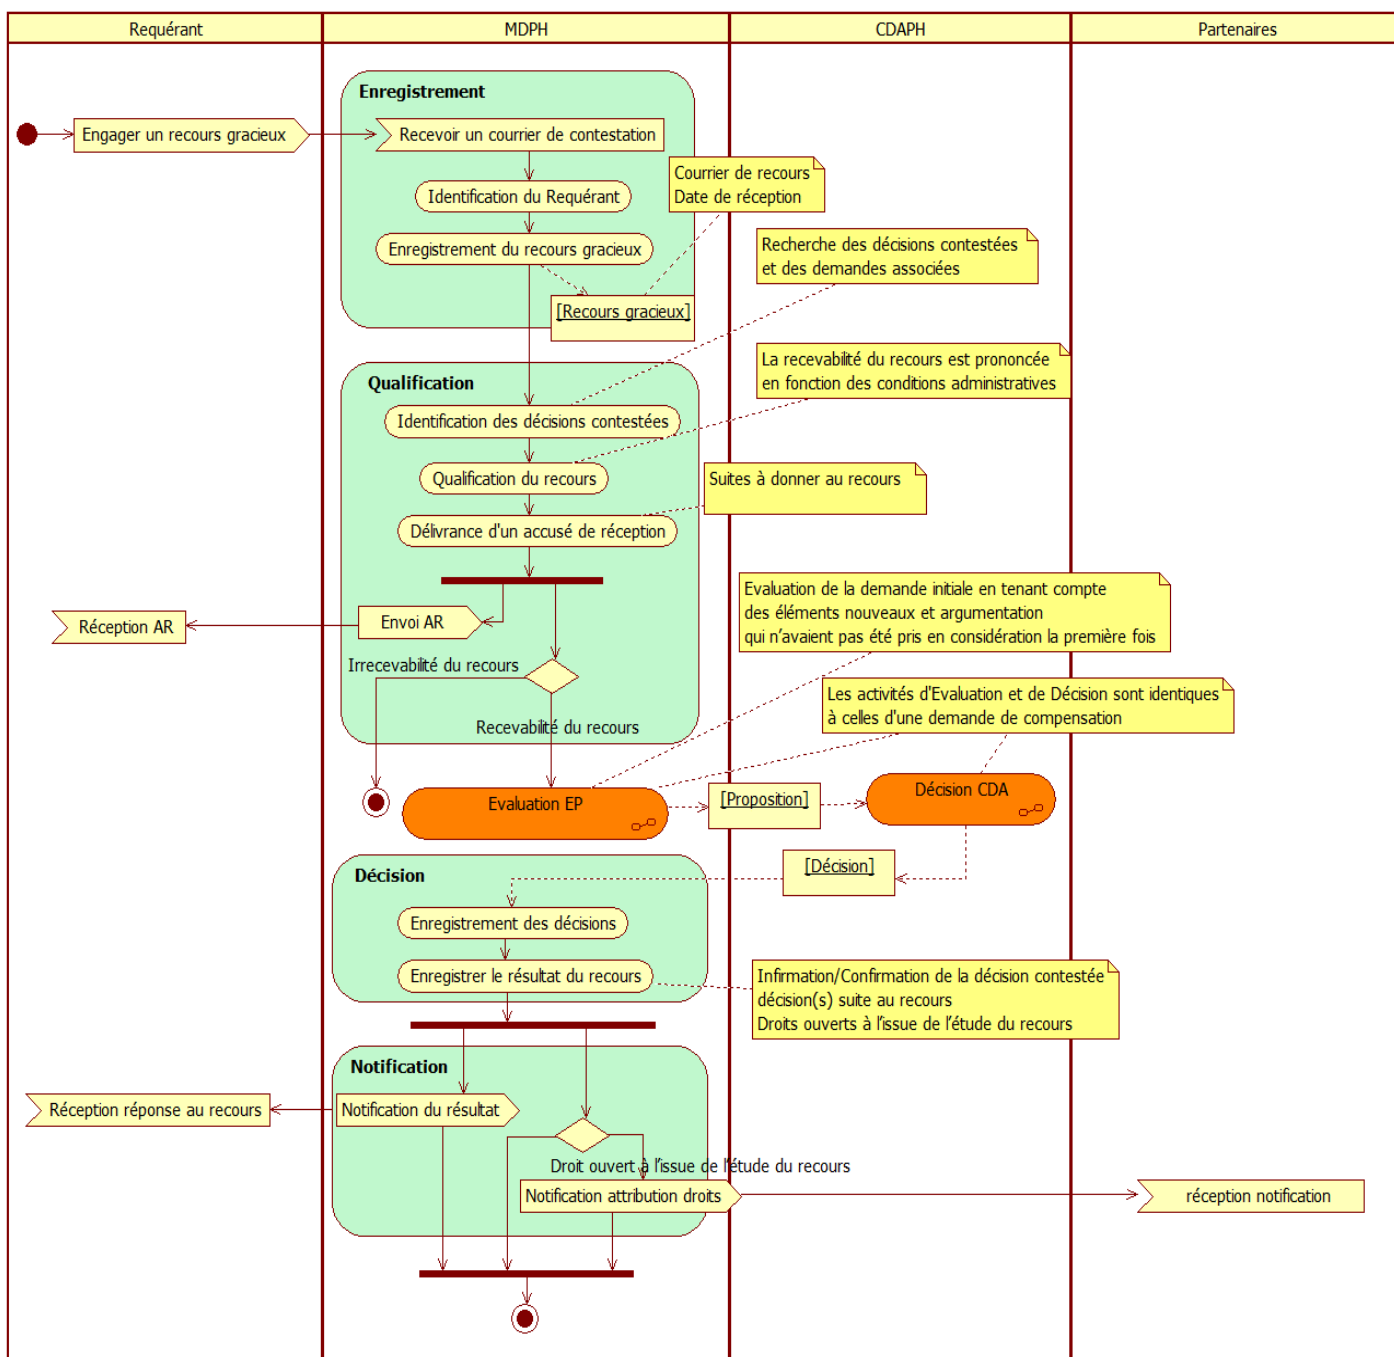 Requérant
MDPH
CDAPH
Partenaires
Enregistrement
Engager un recours gracieux
Recevoir un courrier de contestation
Courrier de recours
Date de réception
Identification du Requérant
Enregistrement du recours gracieux
Recherche des décisions contestées
et des demandes associées
[Recours gracieux]
La recevabilité du recours est prononcée
en fonction des conditions administratives
Qualification
Identification des décisions contestées
Qualification du recours
Suites à donner au recours
Délivrance d'un accusé de réception
Evaluation de la demande initiale en tenant compte
des éléments nouveaux et argumentation
qui n'avaient pas été pris en considération la première fois
Envoi AR
Réception AR
Irrecevabilité du recours
Les activités d'Evaluation et de Décision sont identiques
à celles d'une demande de compensation
Recevabilité du recours
Evaluation EP
[Proposition]
Décision CDA
[Décision]
Décision
Enregistrement des décisions
Enregistrer le résultat du recours
Infirmation/Confirmation de la décision contestée
décision(s) suite au recours
Droits ouverts à l'issue de l'étude du recours
Notification
Réception réponse au recours
Notification du résultat
Droit ouvert à l'issue de l'étude du recours
Notification attribution droits
réception notification